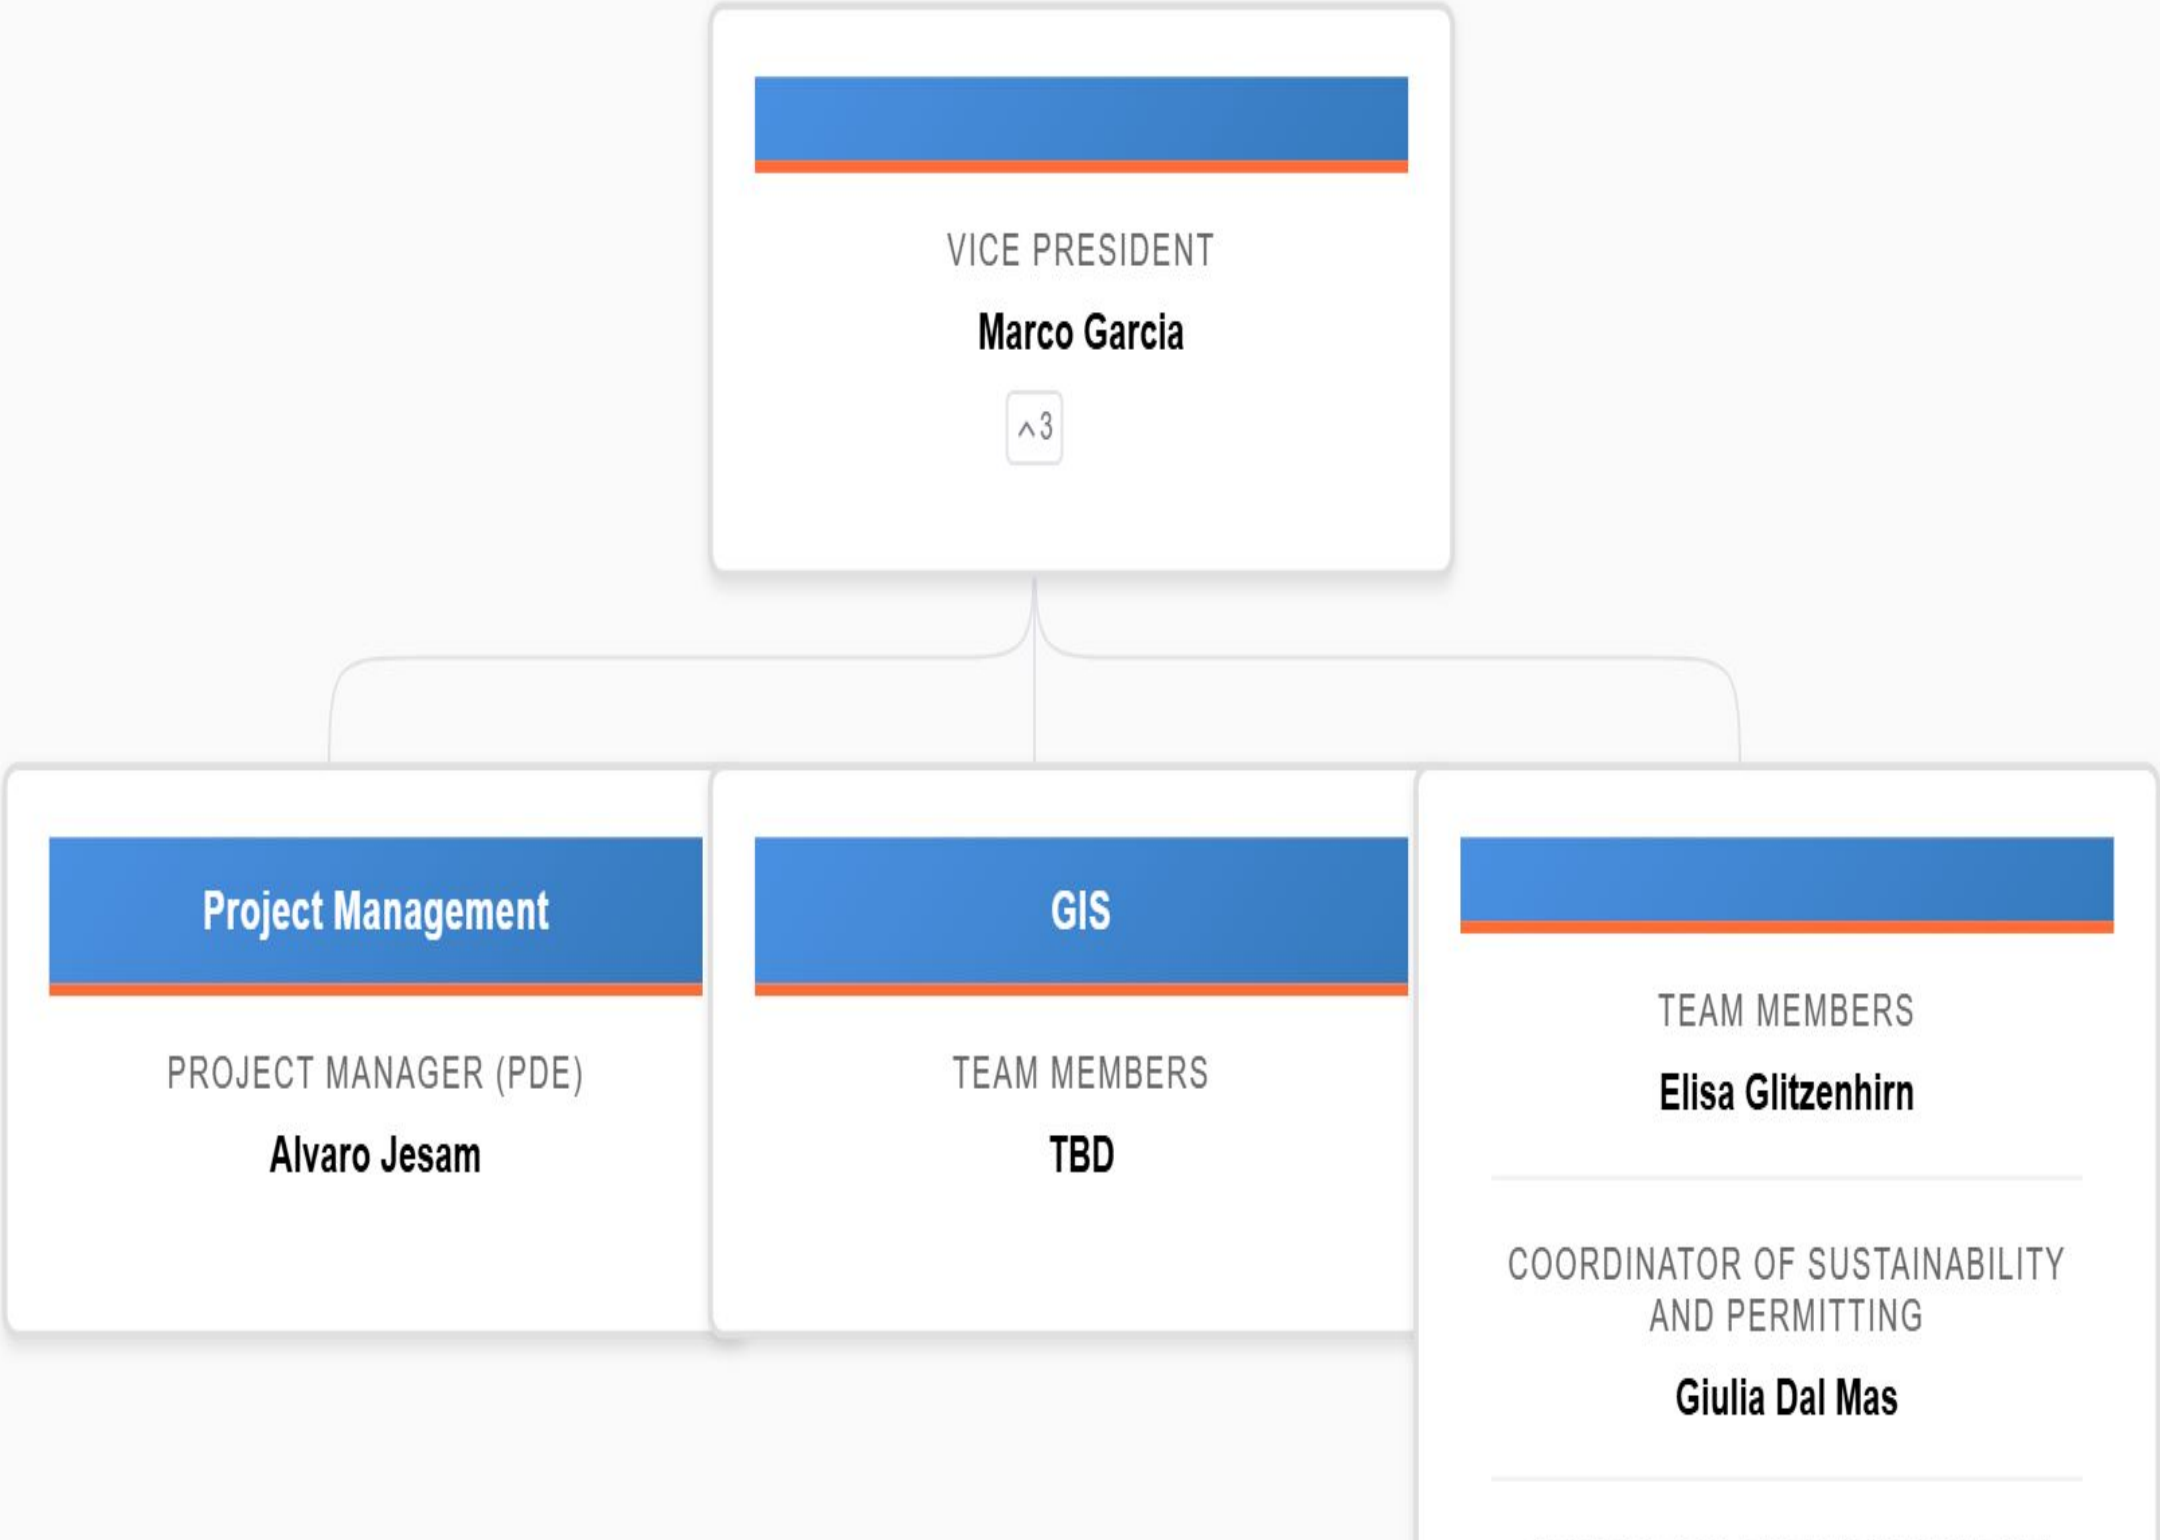 VICE PRESIDENT
Marco Garcia
3
Project Management
PROJECT MANAGER (PDE)
Alvaro Jesam
GIS
TEAM MEMBERS
TBD
TEAM MEMBERS
Elisa Glitzenhirn
COORDINATOR OF SUSTAINABILITY
AND PERMITTING
Giulia Dal Mas